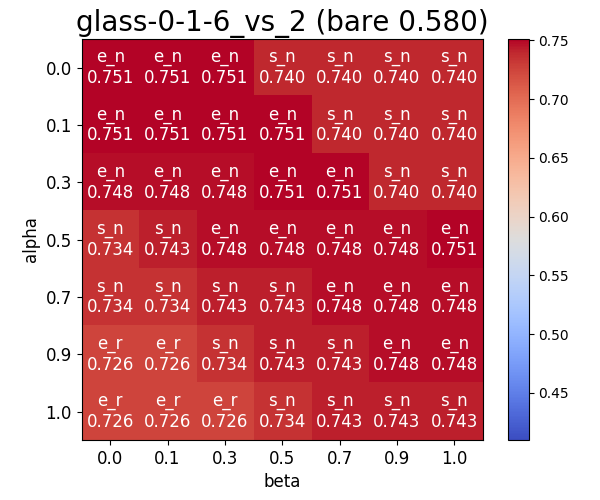 glass-0-1-6_vs_2 (bare 0.580)
0.0 e_n e_n e_n s_n s_n s_n s_n
0.751 0.751 0.751 0.740 0.740 0.740 0.740
0.1 e_n e_n e_n e_n s_n s_n s_n
0.751 0.751 0.751 0.751 0.740 0.740 0.740
0.3 e_n e_n e_n e_n e_n s_n s_n
0.748 0.748 0.748 0.751 0.751 0.740 0.740
0.5 s_n s_n e_n e_n e_n e_n e_n
0.734 0.743 0.748 0.748 0.748 0.748 0.751
0.7 s_n s_n s_n s_n e_n e_n e_n
0.734 0.734 0.743 0.743 0.748 0.748 0.748
0.9 e_r e_r s_n s_n s_n e_n e_n
0.726 0.726 0.734 0.743 0.743 0.748 0.748
1.0 e_r e_r e_r s_n s_n s_n s_n
0.726 0.726 0.726 0.734 0.743 0.743 0.743
0.0 0.1 0.3 0.5 0.7 0.9 1.0
beta
alpha
0.75
0.70
0.65
0.60
0.55
0.50
0.45